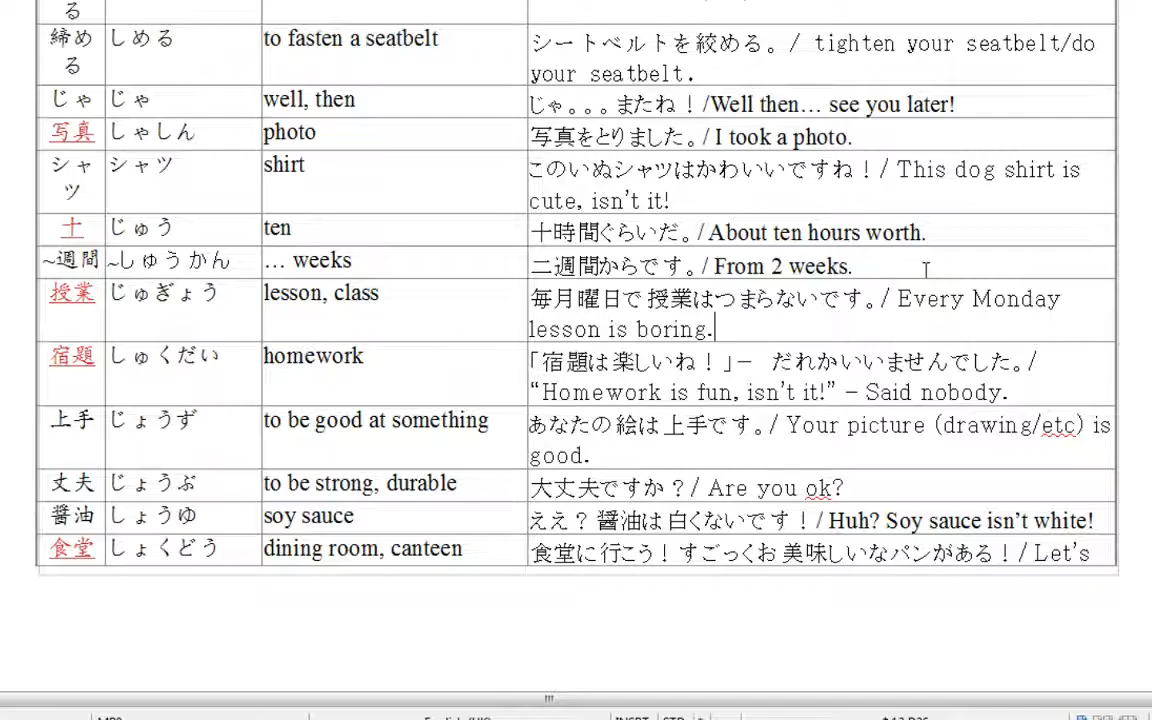 る
締め しめる to fasten a seatbelt シートベルトを絞める。/ tighten your seatbelt/do
る your seatbelt.
じゃ じゃ well, then じゃ。。。またね！/Well then… see you later!
写真 しゃしん photo 写真をとりました。/ I took a photo.
シャ シャツ shirt このいぬシャツはかわいいですね！/ This dog shirt is
ツ cute, isn't it!
十 じゅう ten 十時間ぐらいだ。/ About ten hours worth.
~週間 ~しゅうかん … weeks 二週間からです。/ From 2 weeks.
授業 じゅぎょう lesson, class 毎月曜日で授業はつまらないです。/ Every Monday
lesson is boring.
宿題 しゅくだい homework 「宿題は楽しいね！」－ だれかいいませんでした。/
“Homework is fun, isn't it!” – Said nobody.
上手 じょうず to be good at something あなたの絵は上手です。/ Your picture (drawing/etc) is
good.
丈夫 じょうぶ to be strong, durable 大丈夫ですか？/ Are you ok?
醤油 しょうゆ soy sauce ええ？醤油は白くないです！/ Huh? Soy sauce isn't white!
食堂 しょくどう dining room, canteen 食堂に行こう！すごっくお美味しいなパンがある！/ Let's